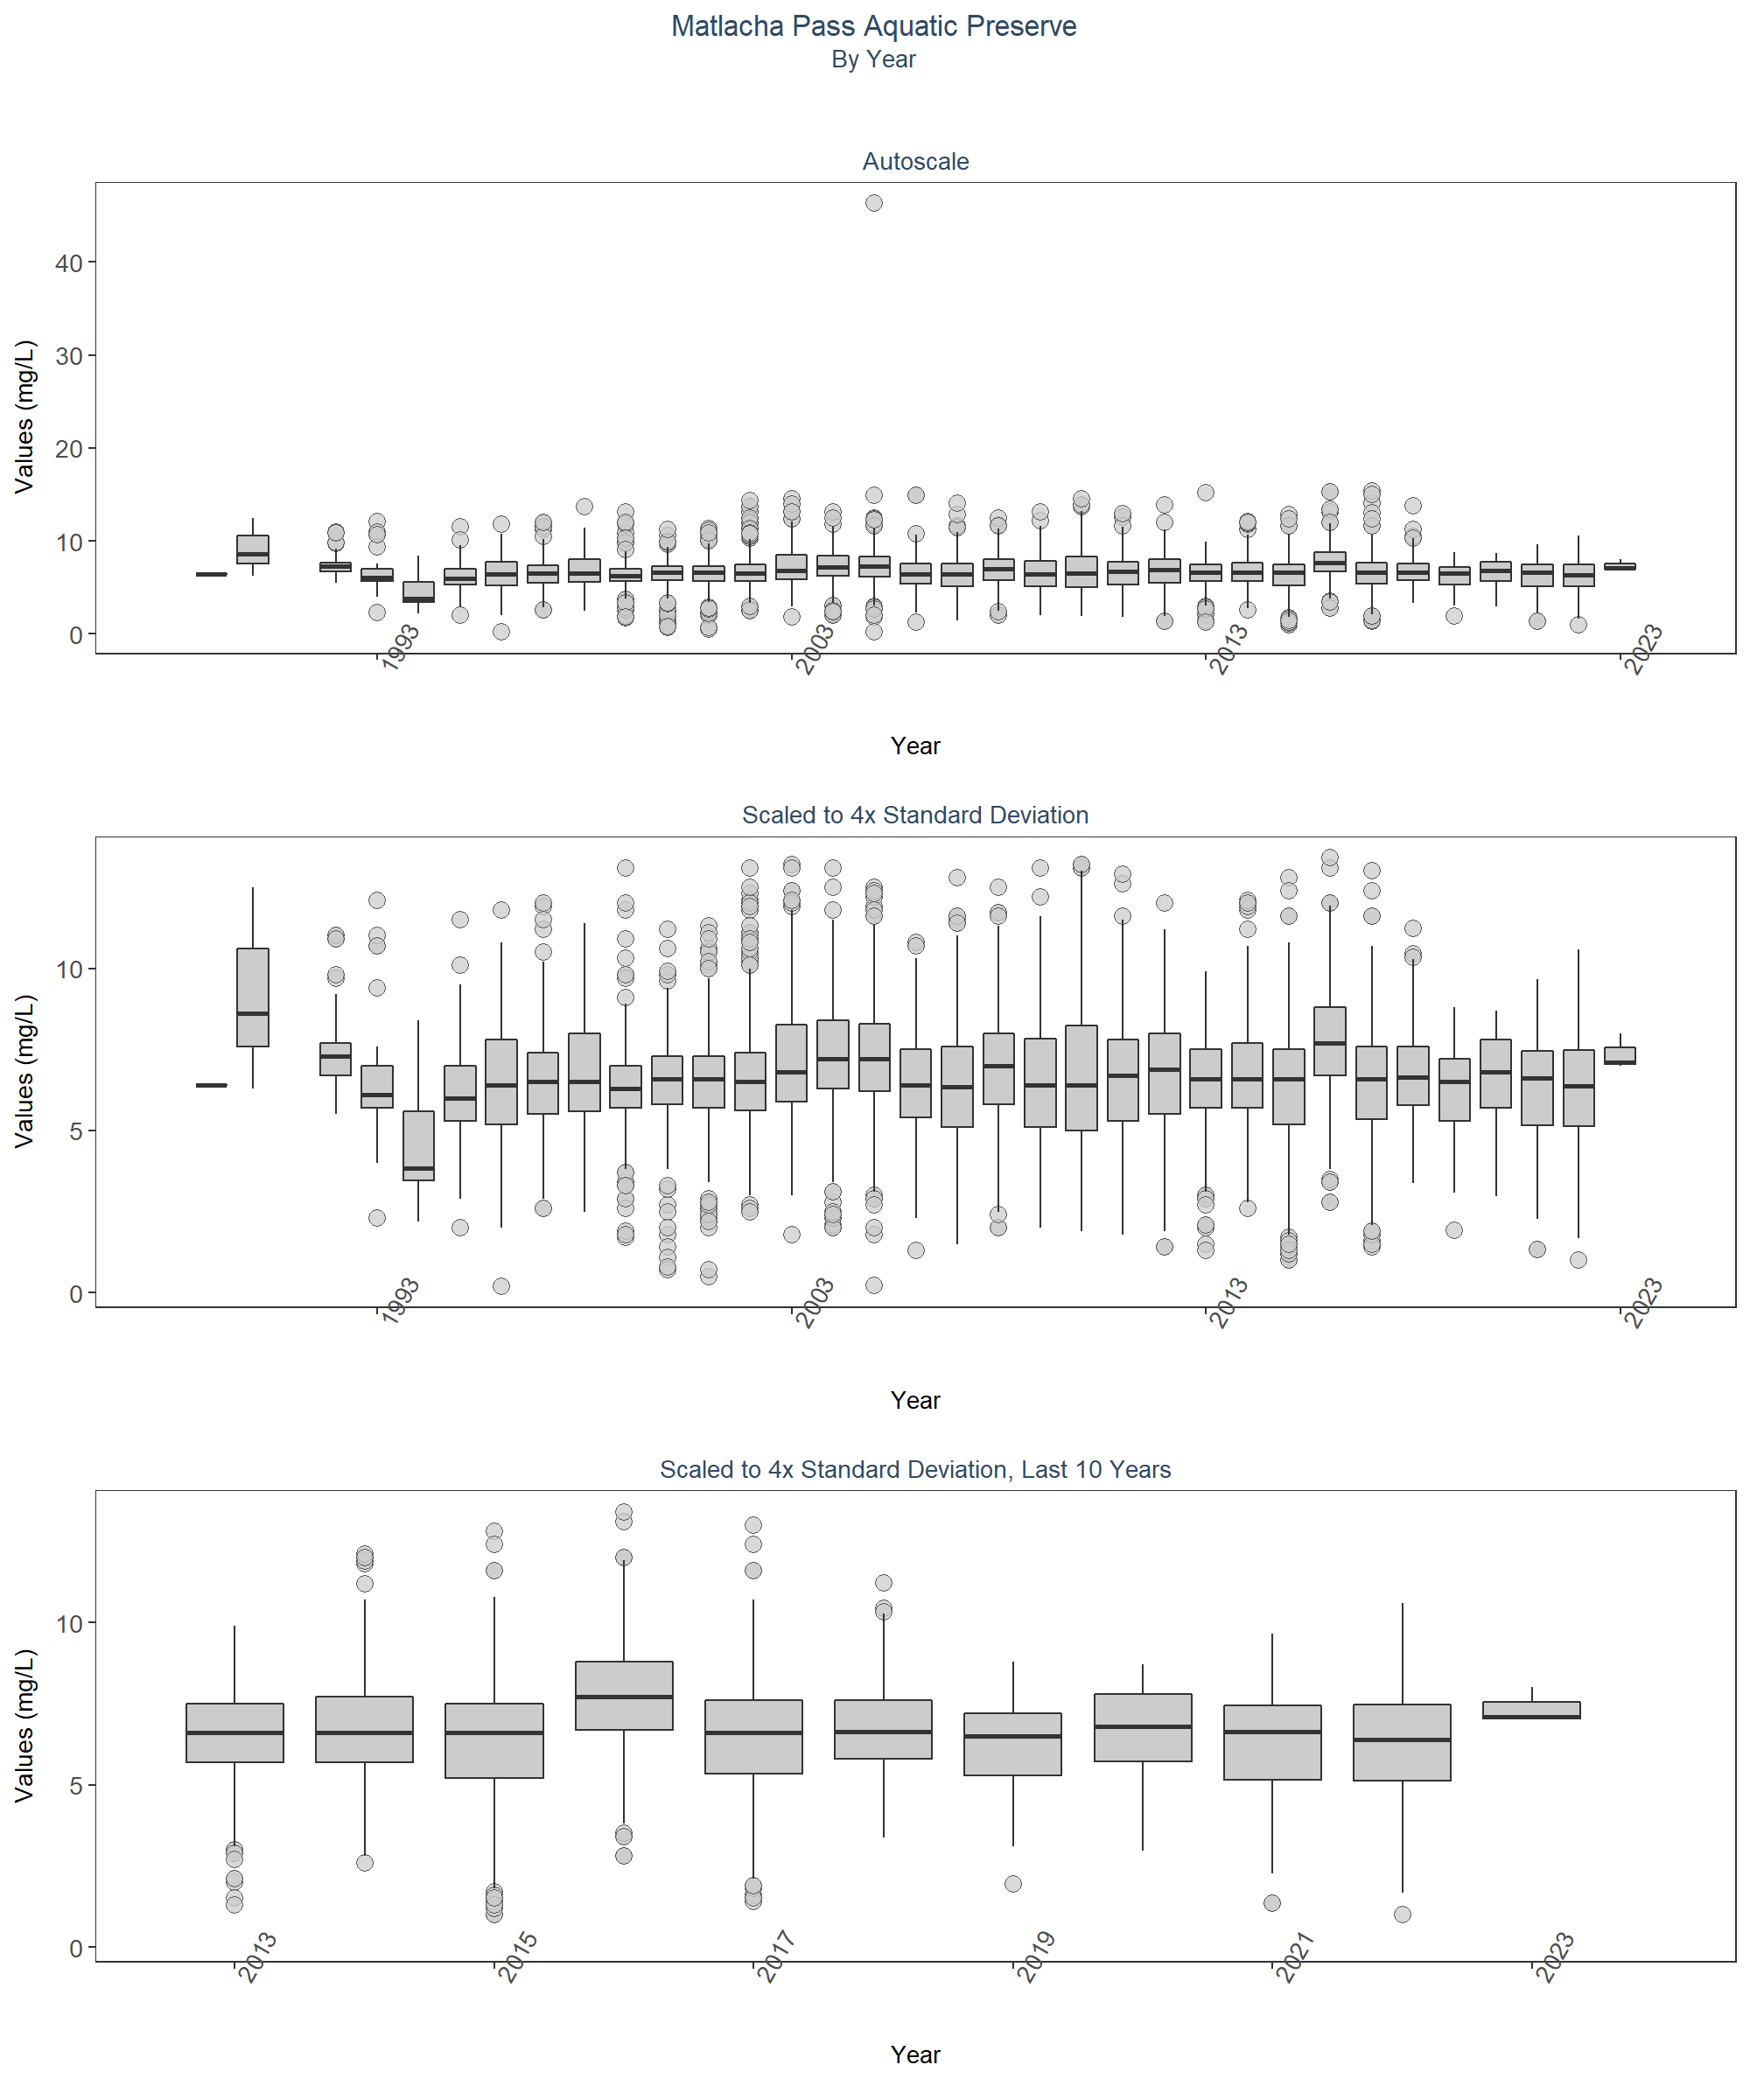 Matlacha Pass Aquatic Preserve
By Year
Autoscale
Values (mg/L)
40
30
20
10
0
1993
2003
2013
2023
Year
Scaled to 4x Standard Deviation
Values (mg/L)
10
5
0
1993
2003
2013
2023
Year
Scaled to 4x Standard Deviation, Last 10 Years
Values (mg/L)
10
5
0
2013
2015
2017
2019
2021
2023
Year